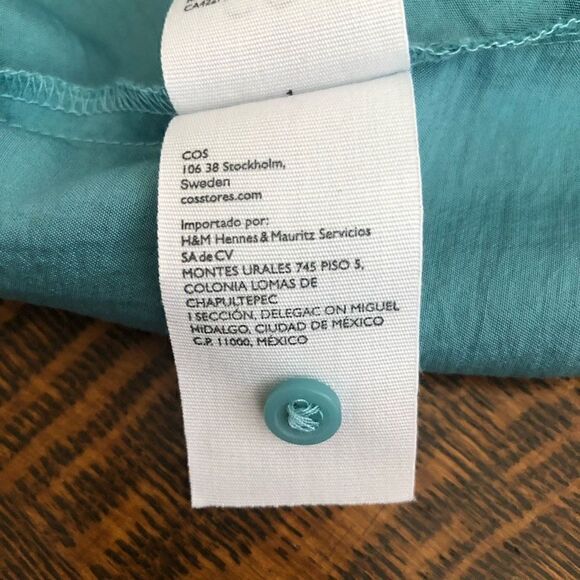 COS
106 38 Stockholm,
Sweden
cosstores.com
Importado por:
H&M Hennes & Mauritz Servicios
SA de CV
MONTES URALES 745 PISO 5,
COLONIA LOMAS DE
CHAPULTEPEC
I SECCIÓN, DELEGAC ON MIGUEL
HIDALGO, CIUDAD DE MÉXICO
C.P. 11000, MÉXICO